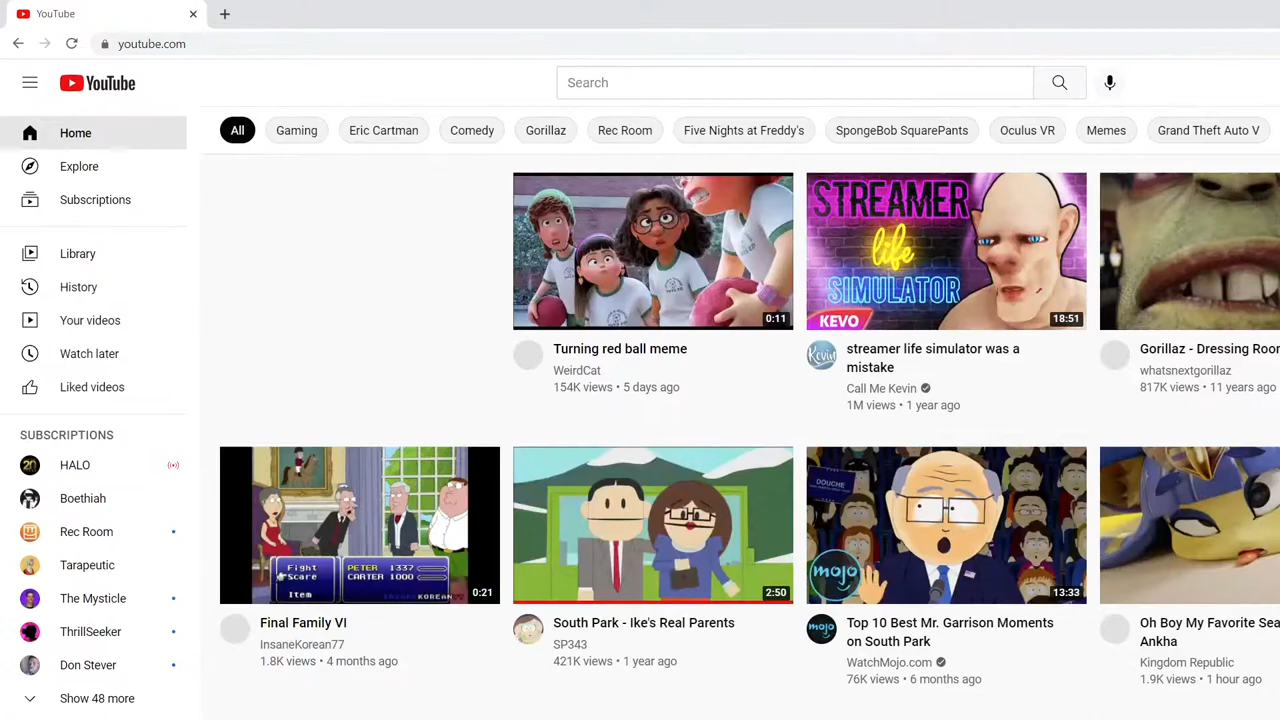 YouTube
youtube.com
YouTube
Search
All Gaming Eric Cartman Comedy Gorillaz Rec Room Five Nights at Freddy's SpongeBob SquarePants Oculus VR Memes Grand Theft Auto V
Home
Explore
Subscriptions
Library
History
Your videos
Watch later
Liked videos
SUBSCRIPTIONS
HALO
Boethiah
Rec Room
Tarapeutic
The Mysticle
ThrillSeeker
Don Stever
Show 48 more
0:11
Turning red ball meme
WeirdCat
154K views • 5 days ago
STREAMER
life
SIMULATOR
KEVO
18:51
Kevin
streamer life simulator was a
mistake
Call Me Kevin
1M views • 1 year ago
Gorillaz - Dressing Roo
whatsnextgorillaz
817K views • 11 years ago
Fight
Scare
Item
PETER 1337
CARTER 1000
INSANEKOREAN77
0:21
Final Family VI
InsaneKorean77
1.8K views • 4 months ago
2:50
South Park - Ike's Real Parents
SP343
421K views • 1 year ago
DOUCHE
mojo
13:33
mojo
Top 10 Best Mr. Garrison Moments
on South Park
WatchMojo.com
76K views • 6 months ago
Oh Boy My Favorite Sea
Ankha
Kingdom Republic
1.9K views • 1 hour ago